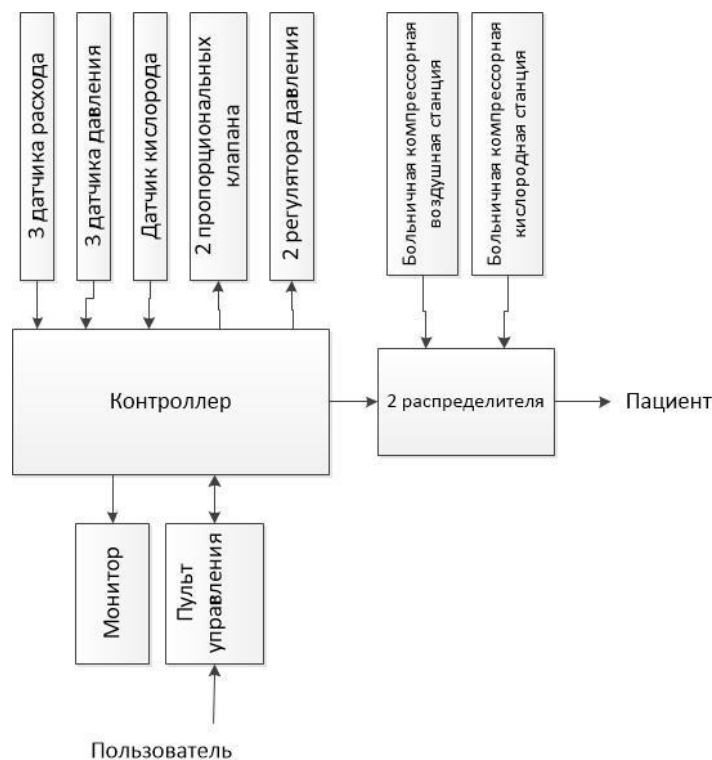 3 датчика расхода
3 датчика давления
Датчик кислорода
2 пропорциональных
клапана
2 регулятора давления
Больничная компрессорная
воздушная станция
Больничная компрессорная
кислородная станция
Контроллер
2 распределителя
Пациент
Монитор
Пульт
управления
Пользователь